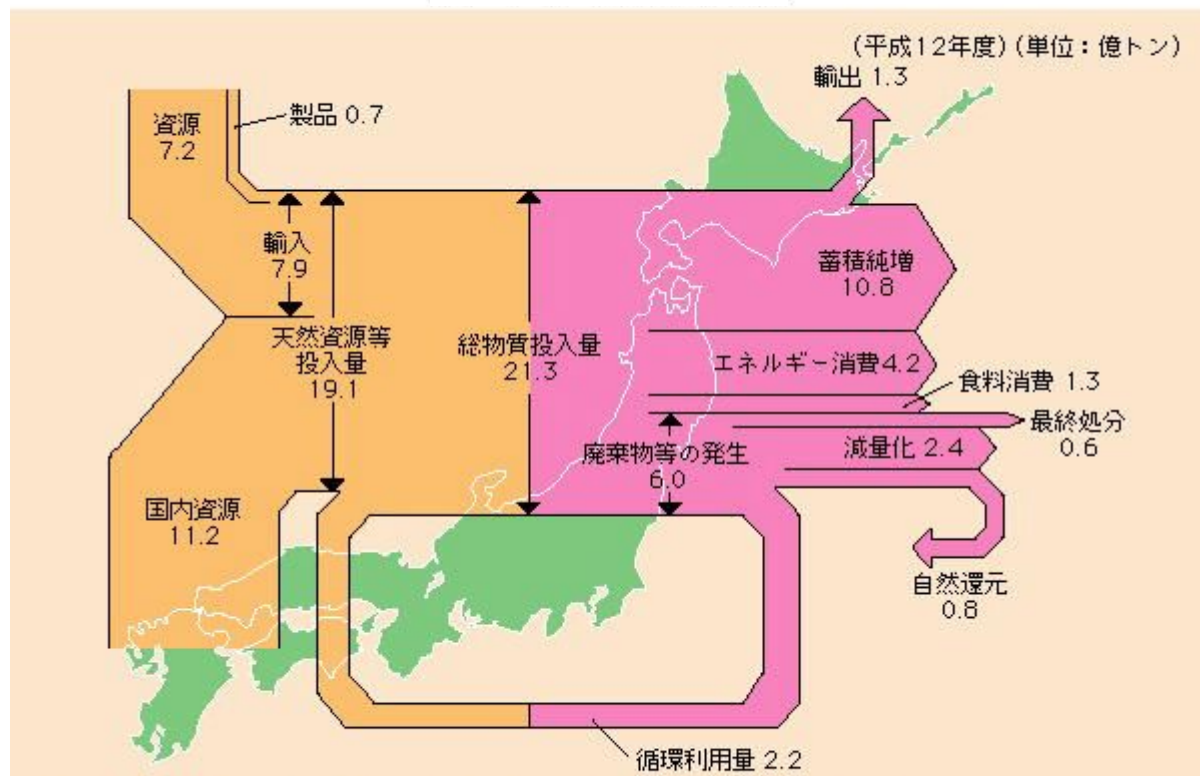 (平成12年度)(単位：億トン)
輸出 1.3
製品 0.7
資源
7.2
輸入
7.9
天然資源等
投入量
19.1
総物質投入量
21.3
蓄積純増
10.8
エネルギー消費4.2
食料消費 1.3
最終処分
0.6
廃棄物等の発生
6.0
減量化 2.4
国内資源
11.2
自然還元
0.8
循環利用量 2.2